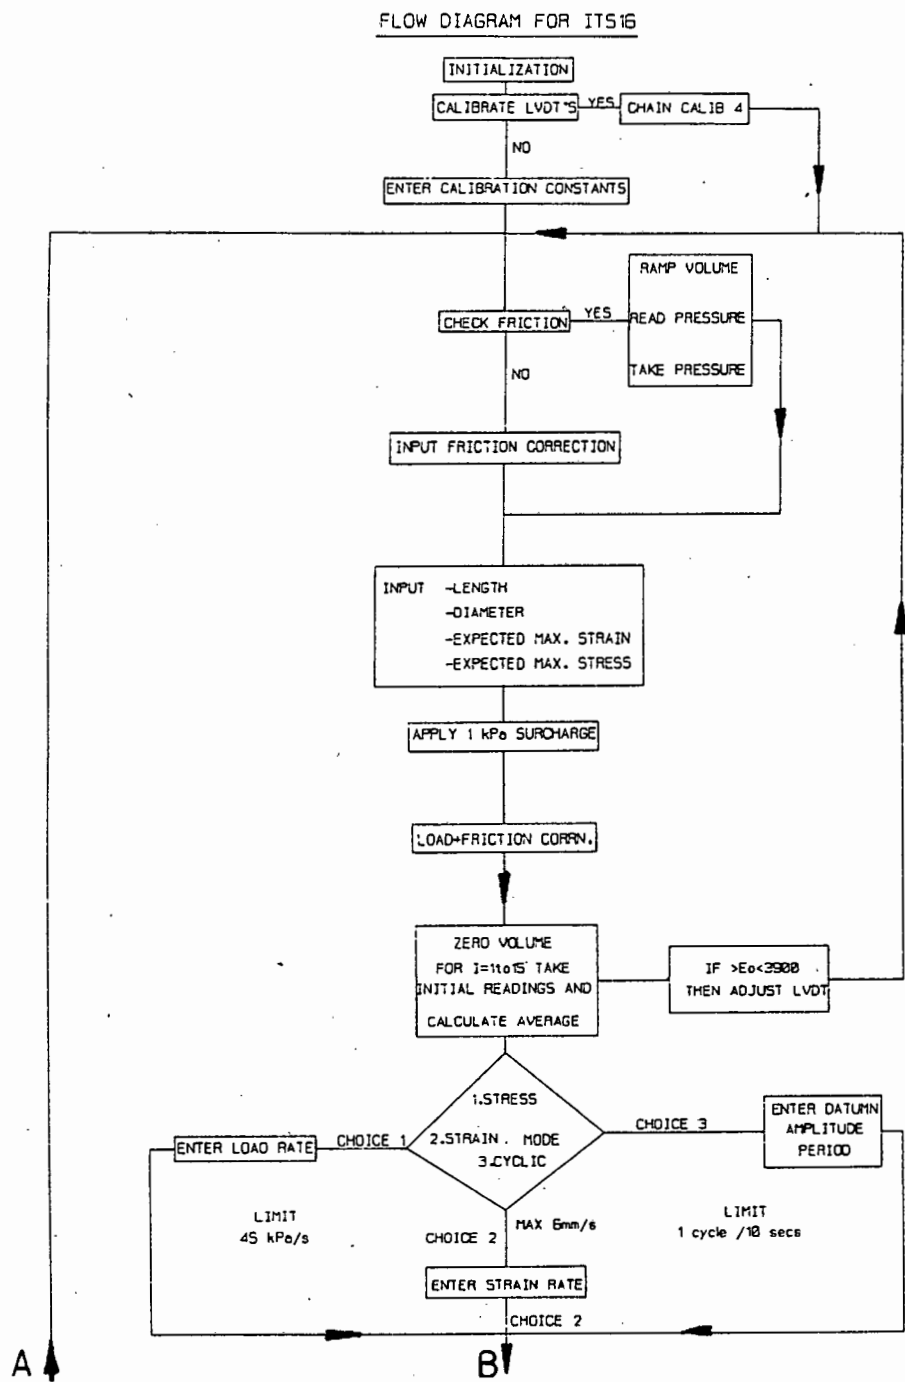 FLOW DIAGRAM FOR ITS16
INITIALIZATION
CALIBRATE LVDT'S
YES
CHAIN CALIB 4
NO
ENTER CALIBRATION CONSTANTS
RAMP VOLUME
CHECK FRICTION
YES
READ PRESSURE
TAKE PRESSURE
NO
INPUT FRICTION CORRECTION
INPUT -LENGTH
-DIAMETER
-EXPECTED MAX. STRAIN
-EXPECTED MAX. STRESS
APPLY 1 kPa SURCHARGE
LOAD+FRICTION CORRN.
ZERO VOLUME
FOR I=1to15 TAKE
INITIAL READINGS AND
CALCULATE AVERAGE
IF >Eo<3900
THEN ADJUST LVDT
1.STRESS
2.STRAIN . MODE
3.CYCLIC
CHOICE 1
ENTER LOAD RATE
CHOICE 3
ENTER DATUMN
AMPLITUDE
PERIOD
LIMIT
45 kPa/s
CHOICE 2
MAX 6mm/s
LIMIT
1 cycle /10 secs
ENTER STRAIN RATE
CHOICE 2
A
B